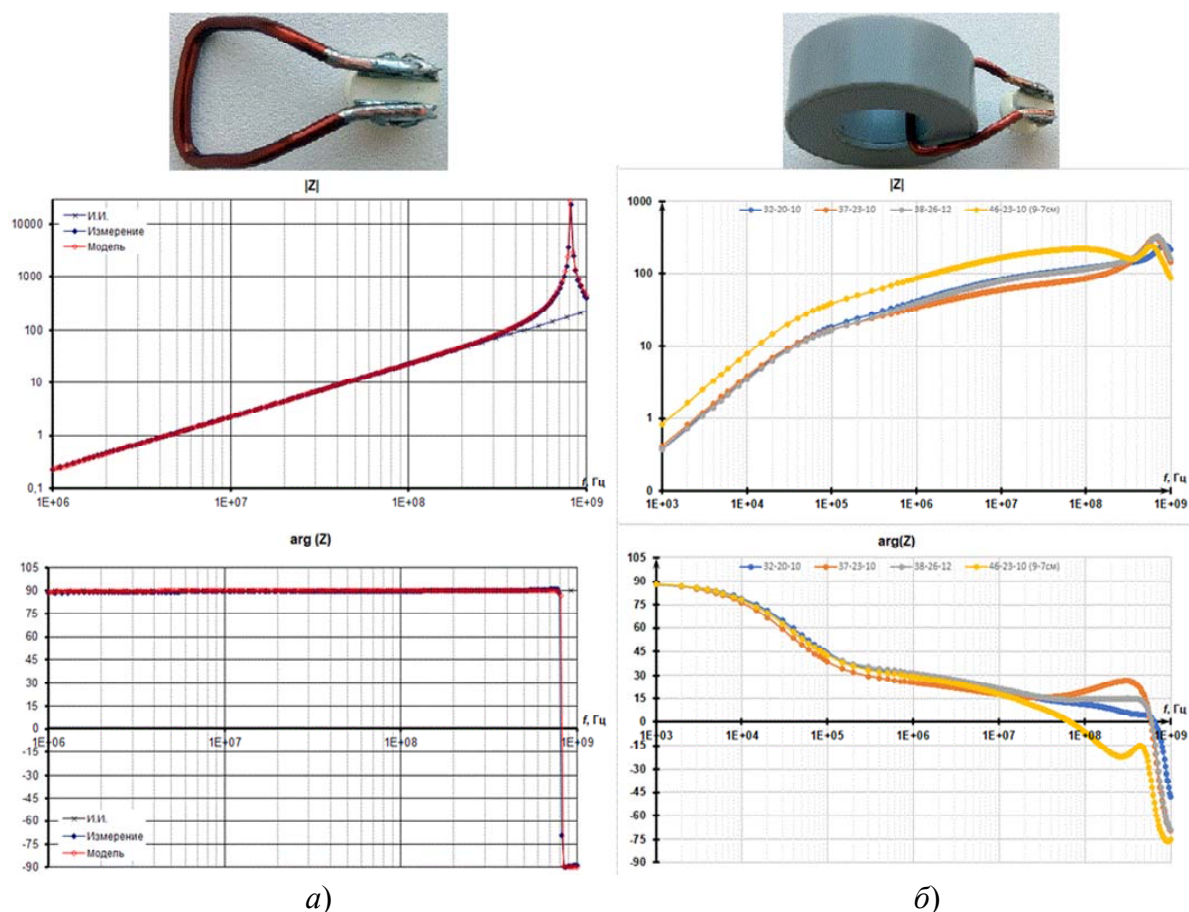 |Z|
10000
1000
100
10
1
0,1
И.И.
Измерение
Модель
f, Гц
1E+06 1E+07 1E+08 1E+09
|Z|
1000
100
10
1
0
32-20-10 37-23-10 38-26-12 46-23-10 (9-7см)
f, Гц
1E+03 1E+04 1E+05 1E+06 1E+07 1E+08 1E+09
arg (Z)
105
90
75
60
45
30
15
0
-15
-30
-45
-60
-75
-90
f, Гц
1E+06 1E+07 1E+08 1E+09
И.И.
Измерение
Модель
arg(Z)
105
90
75
60
45
30
15
0
-15
-30
-45
-60
-75
-90
32-20-10 37-23-10 38-26-12 46-23-10 (9-7см)
f, Гц
1E+03 1E+04 1E+05 1E+06 1E+07 1E+08 1E+09
а) б)